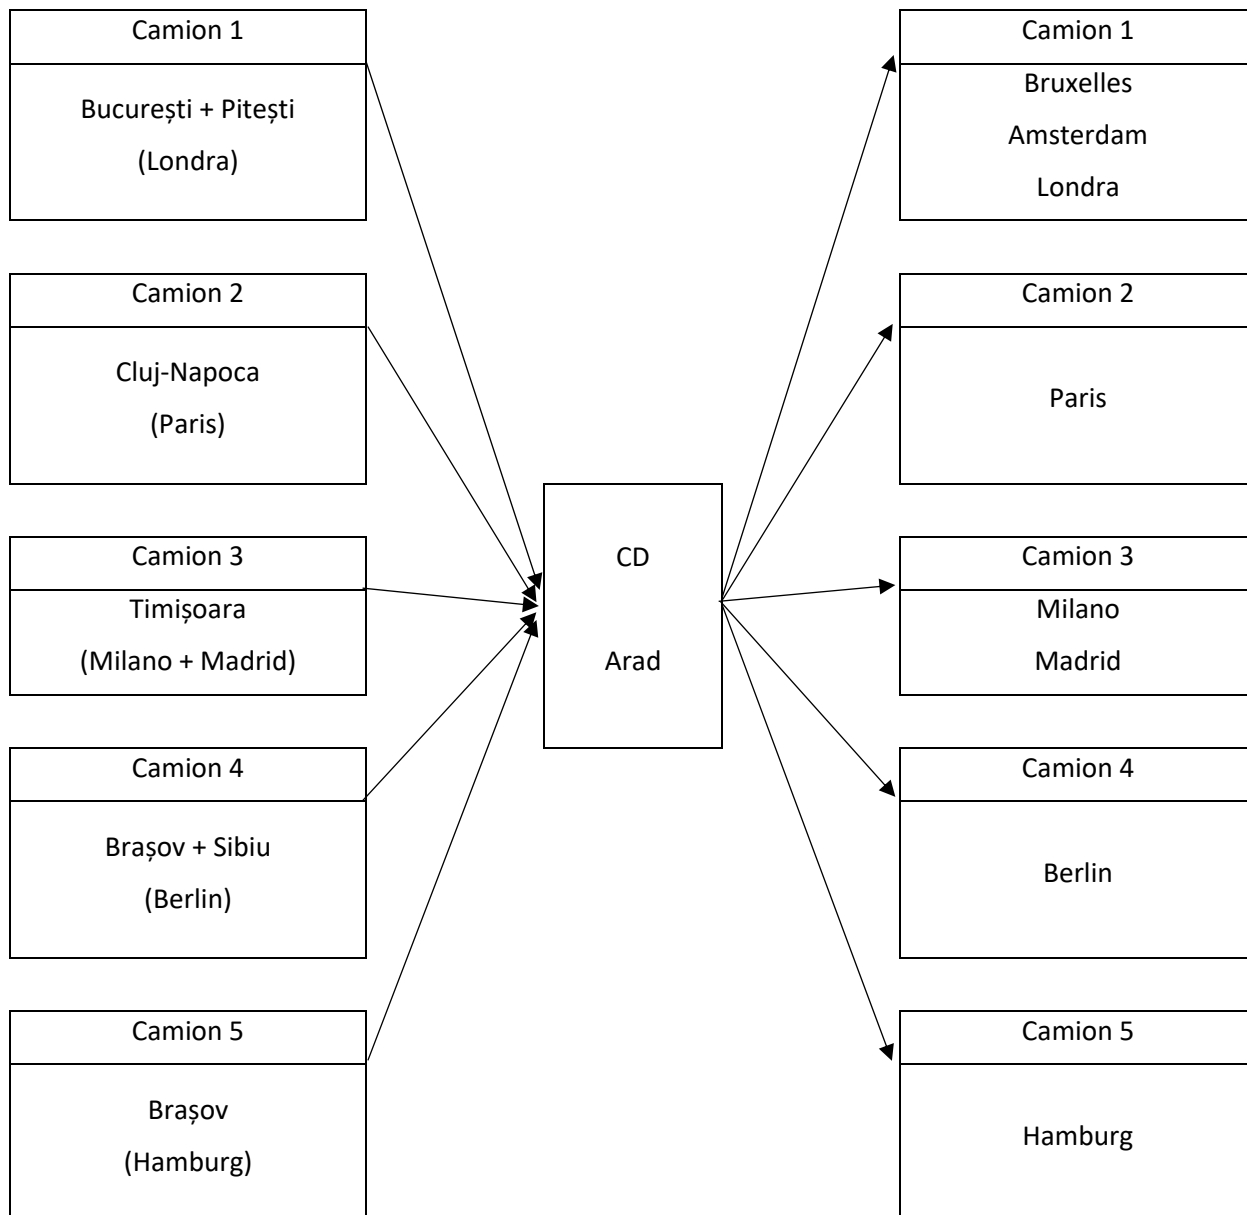 Camion 1
București + Pitești
(Londra)
Camion 2
Cluj-Napoca
(Paris)
Camion 3
Timișoara
(Milano + Madrid)
Camion 4
Brașov + Sibiu
(Berlin)
Camion 5
Brașov
(Hamburg)
CD
Arad
Camion 1
Bruxelles
Amsterdam
Londra
Camion 2
Paris
Camion 3
Milano
Madrid
Camion 4
Berlin
Camion 5
Hamburg